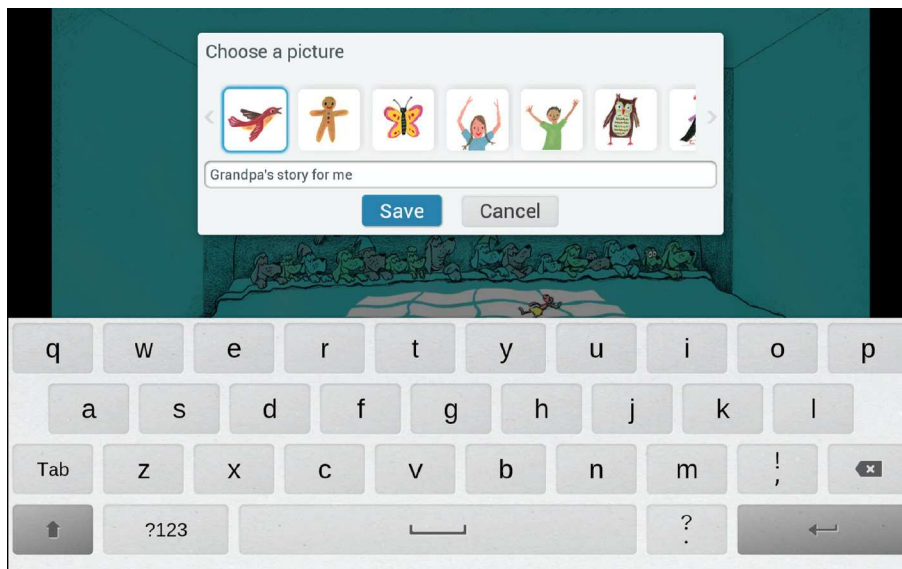 Choose a picture
Grandpa's story for me
Save Cancel
q w e r t y u i o p
a s d f g h j k l
Tab z x c v b n m ! ,
?123 ? .